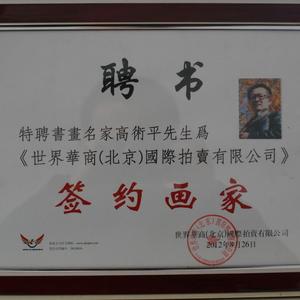 聘书
特聘書畫名家高術平先生爲
《世界華商(北京)國際拍賣有限公司》
签约画家
世界華商(北京)國際拍賣有限公司
2012年8月26日